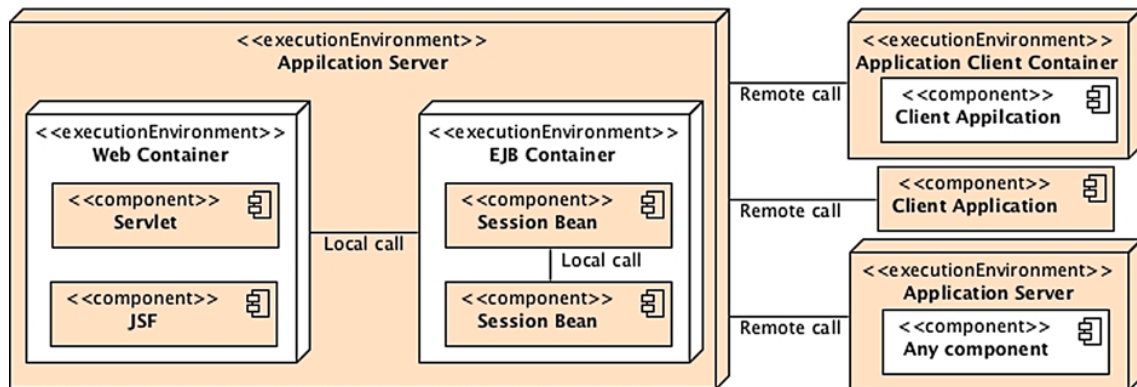 <<executionEnvironment>>
Appilcation Server
<<executionEnvironment>>
Web Container
<<component>>
Servlet
<<component>>
JSF
Local call
<<executionEnvironment>>
EJB Container
<<component>>
Session Bean
Local call
<<component>>
Session Bean
Remote call
<<executionEnvironment>>
Application Client Container
<<component>>
Client Appilcation
Remote call
<<component>>
Client Application
Remote call
<<executionEnvironment>>
Application Server
<<component>>
Any component